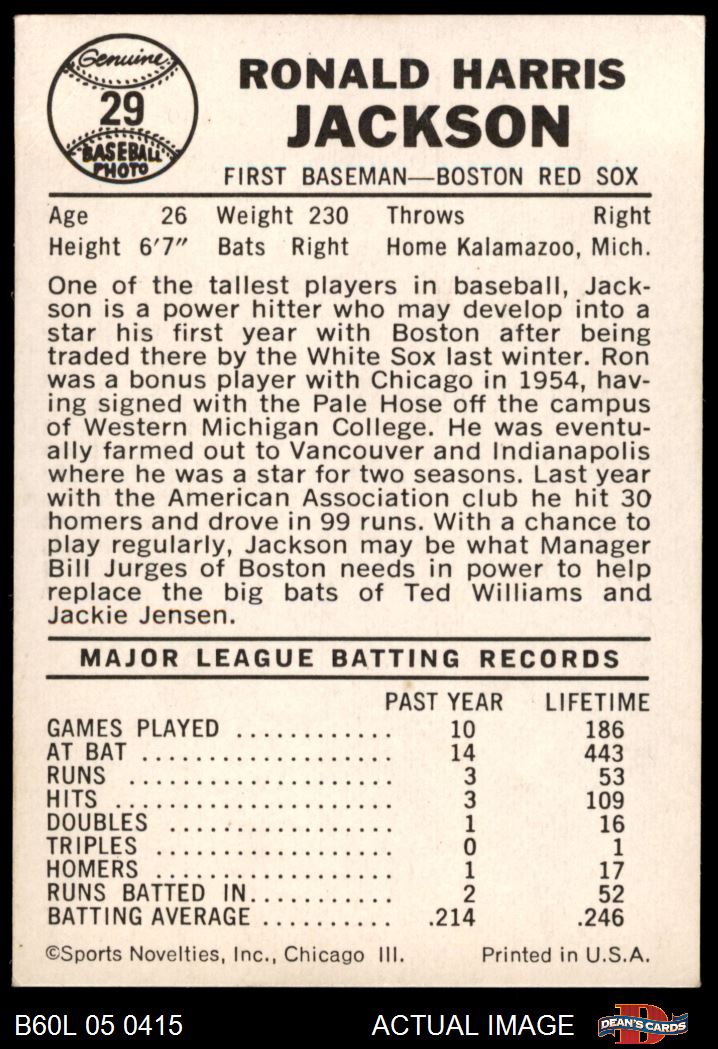 Genuine
29
BASEBALL
PHOTO
RONALD HARRIS
JACKSON
FIRST BASEMAN—BOSTON RED SOX
Age 26 Weight 230 Throws Right
Height 6'7" Bats Right Home Kalamazoo, Mich.
One of the tallest players in baseball, Jack-
son is a power hitter who may develop into a
star his first year with Boston after being
traded there by the White Sox last winter. Ron
was a bonus player with Chicago in 1954, hav-
ing signed with the Pale Hose off the campus
of Western Michigan College. He was eventu-
ally farmed out to Vancouver and Indianapolis
where he was a star for two seasons. Last year
with the American Association club he hit 30
homers and drove in 99 runs. With a chance to
play regularly, Jackson may be what Manager
Bill Jurges of Boston needs in power to help
replace the big bats of Ted Williams and
Jackie Jensen.
MAJOR LEAGUE BATTING RECORDS
PAST YEAR LIFETIME
GAMES PLAYED ............ 10 186
AT BAT .................... 14 443
RUNS ..................... 3 53
HITS ...................... 3 109
DOUBLES ................. 1 16
TRIPLES .................. 0 1
HOMERS .................. 1 17
RUNS BATTED IN........... 2 52
BATTING AVERAGE .......... .214 .246
©Sports Novelties, Inc., Chicago Ill. Printed in U.S.A.
B60L 05 0415 ACTUAL IMAGE DEAN'S CARDS